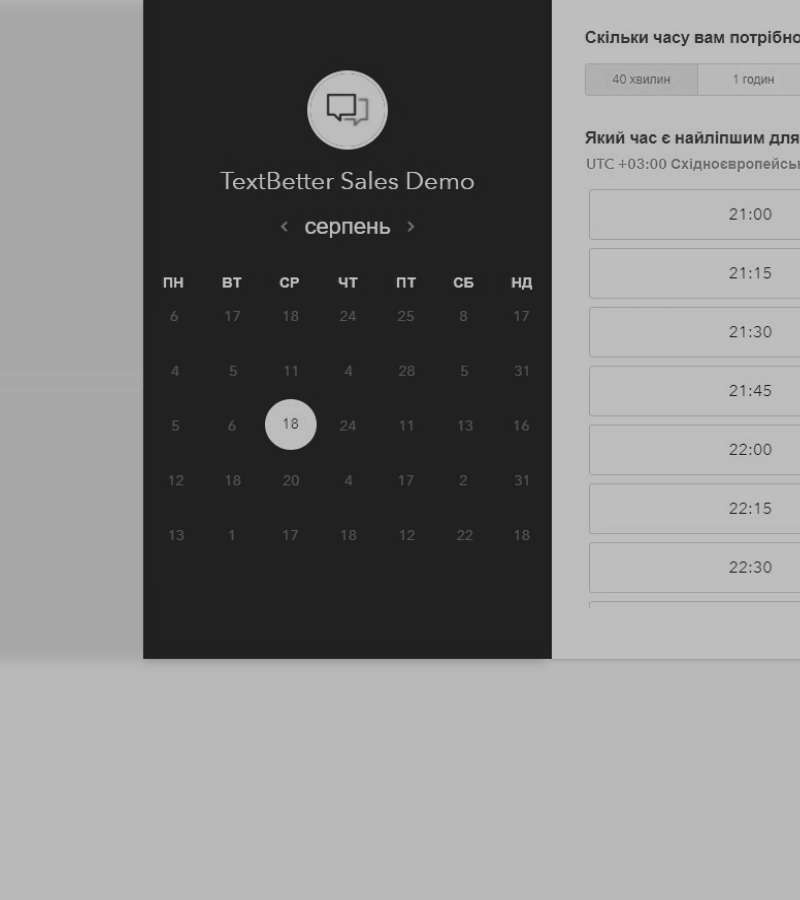 TextBetter Sales Demo
серпень
ПН ВТ СР ЧТ ПТ СБ НД
6 17 18 24 25 8 17
4 5 11 4 28 5 31
5 6 18 24 11 13 16
12 18 20 4 17 2 31
13 1 17 18 12 22 18
Скільки часу вам потрібно
40 хвилин 1 годин
Який час є найліпшим для
UTC +03:00 Східноєвропейсь
21:00
21:15
21:30
21:45
22:00
22:15
22:30